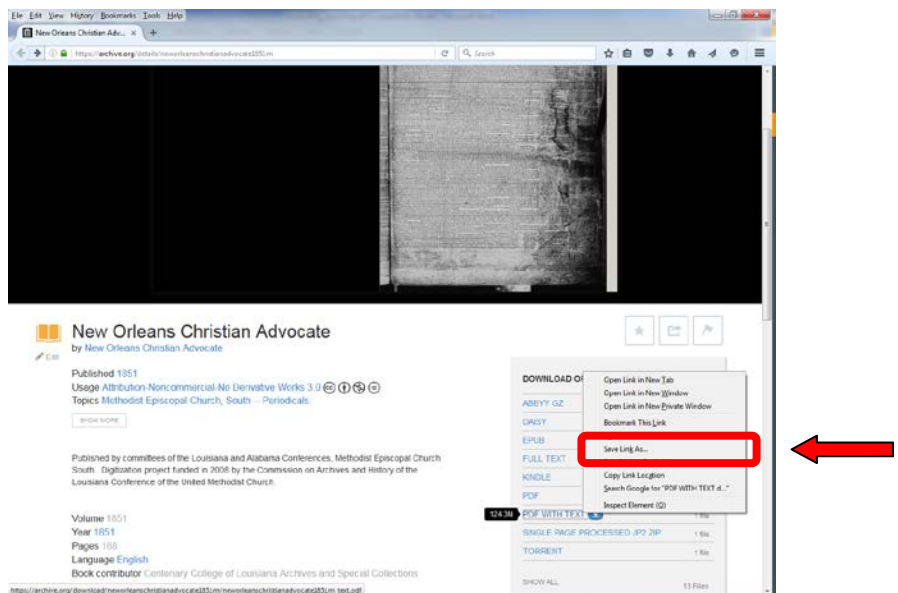 File Edit View History Bookmarks Tools Help
New Orleans Christian Adv... × +
https://archive.org/details/neworleanschristianadvocate1851.m
Search
New Orleans Christian Advocate
by New Orleans Christian Advocate
Edit
Published 1851
Usage Attribution-Noncommercial-No Derivative Works 3.0
Topics Methodist Episcopal Church, South -- Periodicals.
SHOW MORE
Published by committees of the Louisiana and Alabama Conferences, Methodist Episcopal Church
South. Digitization project funded in 2008 by the Commission on Archives and History of the
Louisiana Conference of the United Methodist Church.
Volume 1851
Year 1851
Pages 168
Language English
Book contributor Centenary College of Louisiana Archives and Special Collections
DOWNLOAD OP
ABBYY GZ
DAISY
EPUB
FULL TEXT
KINDLE
PDF
124.3M PDF WITH TEXT 1 file
SINGLE PAGE PROCESSED JP2 ZIP 1 file
TORRENT 1 file
SHOW ALL 13 Files
Open Link in New Tab
Open Link in New Window
Open Link in New Private Window
Bookmark This Link
Save Link As...
Copy Link Location
Search Google for "PDF WITH TEXT d..."
Inspect Element (Q)
https://archive.org/download/neworleanschristianadvocate1851.m/neworleanschristianadvocate1851.m_text.pdf